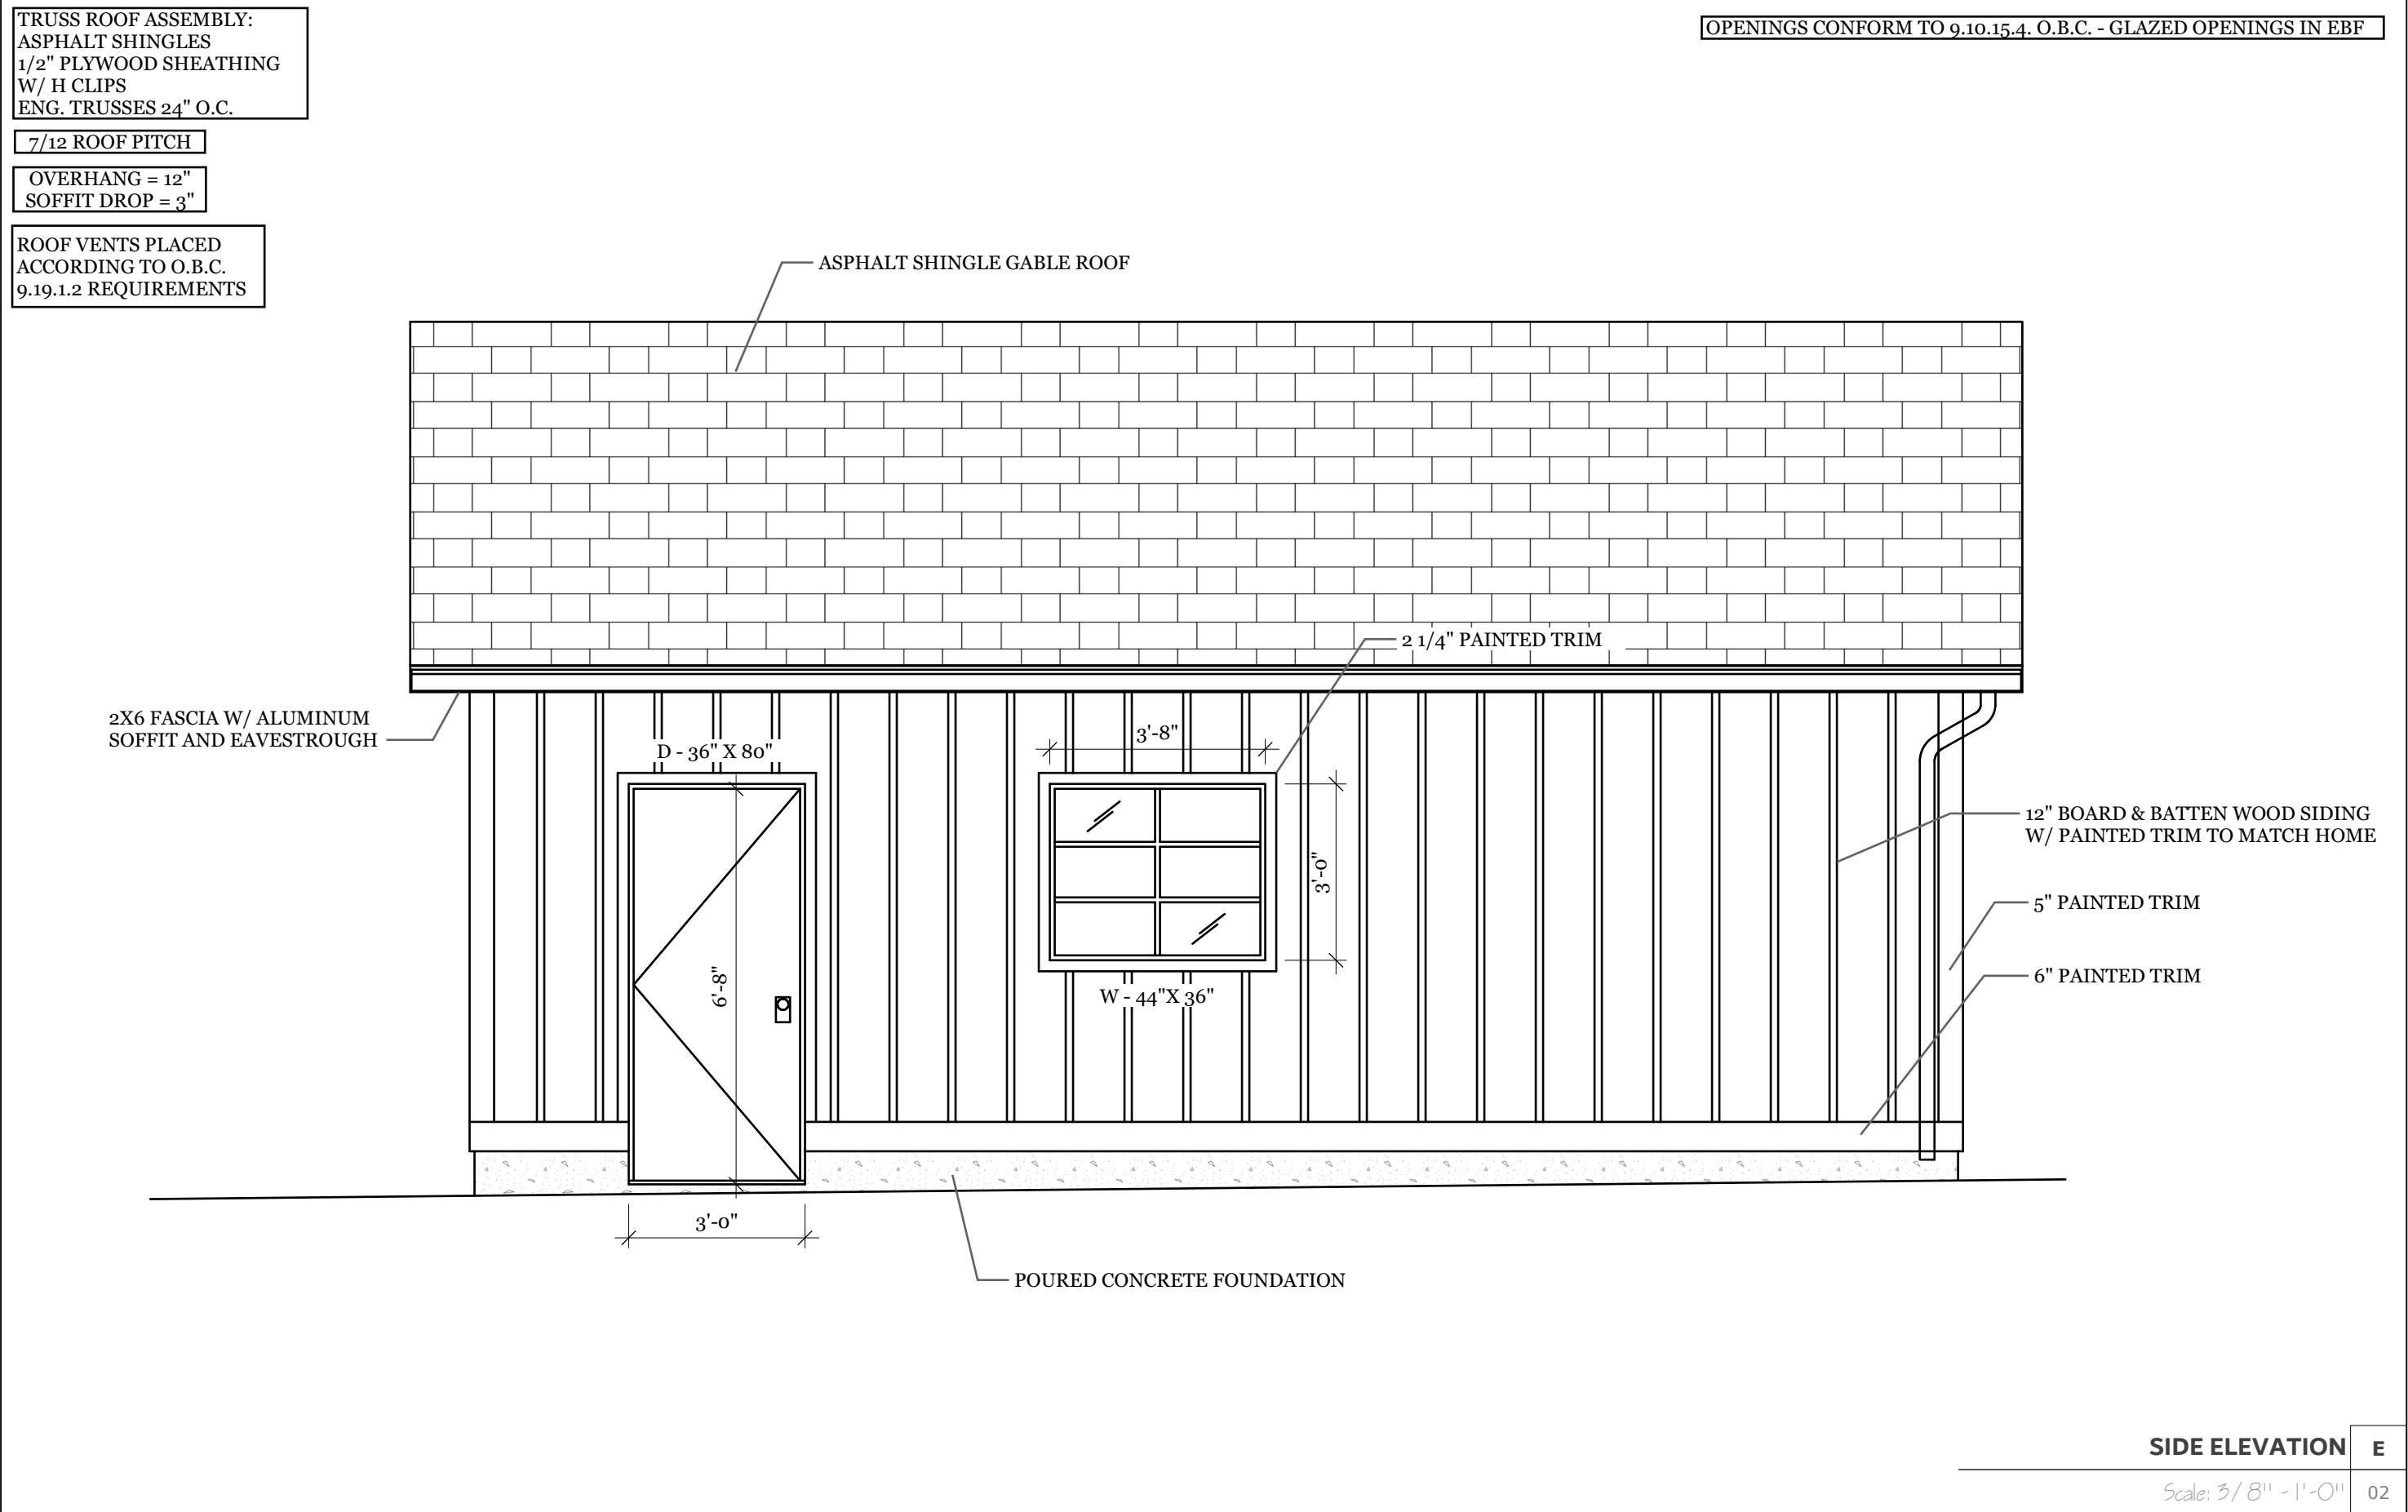 TRUSS ROOF ASSEMBLY:
ASPHALT SHINGLES
1/2" PLYWOOD SHEATHING
W/ H CLIPS
ENG. TRUSSES 24" O.C.
7/12 ROOF PITCH
OVERHANG = 12"
SOFFIT DROP = 3"
ROOF VENTS PLACED
ACCORDING TO O.B.C.
9.19.1.2 REQUIREMENTS
OPENINGS CONFORM TO 9.10.15.4. O.B.C. - GLAZED OPENINGS IN EBF
ASPHALT SHINGLE GABLE ROOF
2 1/4" PAINTED TRIM
2X6 FASCIA W/ ALUMINUM
SOFFIT AND EAVESTROUGH
D - 36" X 80"
3'-8"
3'-0"
6'-8"
W - 44"X 36"
12" BOARD & BATTEN WOOD SIDING
W/ PAINTED TRIM TO MATCH HOME
5" PAINTED TRIM
6" PAINTED TRIM
3'-0"
POURED CONCRETE FOUNDATION
SIDE ELEVATION E
Scale: 3/8" - 1'-0" 02